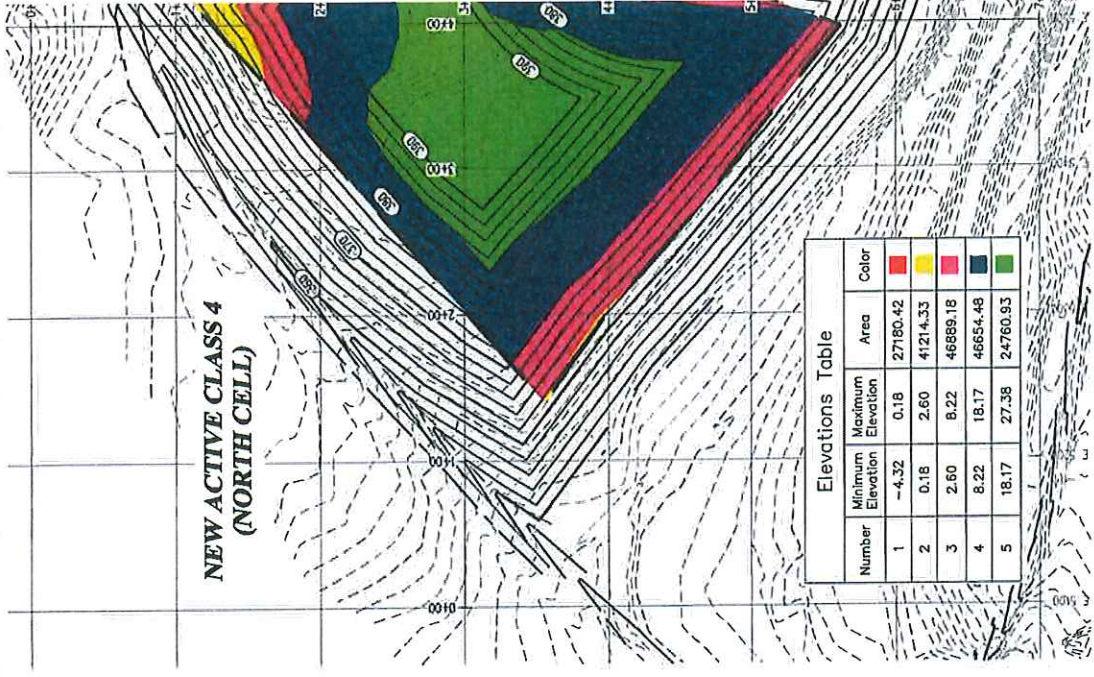 NEW ACTIVE CLASS 4
(NORTH CELL)
4+00
380
390
390
3+00
380
370
360
2+00
1+00
0+00
Elevations Table
Number Minimum Elevation Maximum Elevation Area Color
1 -4.32 0.18 27180.42
2 0.18 2.60 41214.33
3 2.60 8.22 46889.18
4 8.22 18.17 46654.48
5 18.17 27.38 24760.93